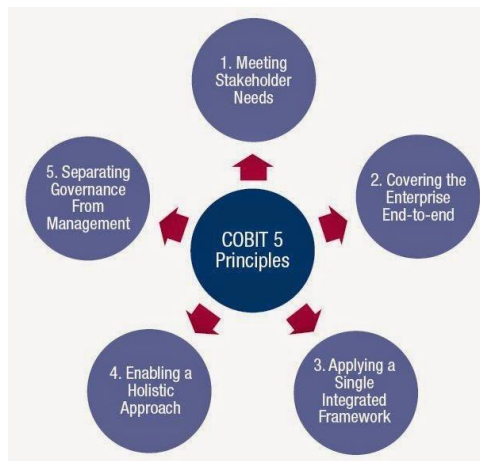 1. Meeting
Stakeholder
Needs
2. Covering the
Enterprise
End-to-end
3. Applying a
Single
Integrated
Framework
4. Enabling a
Holistic
Approach
5. Separating
Governance
From
Management
COBIT 5
Principles